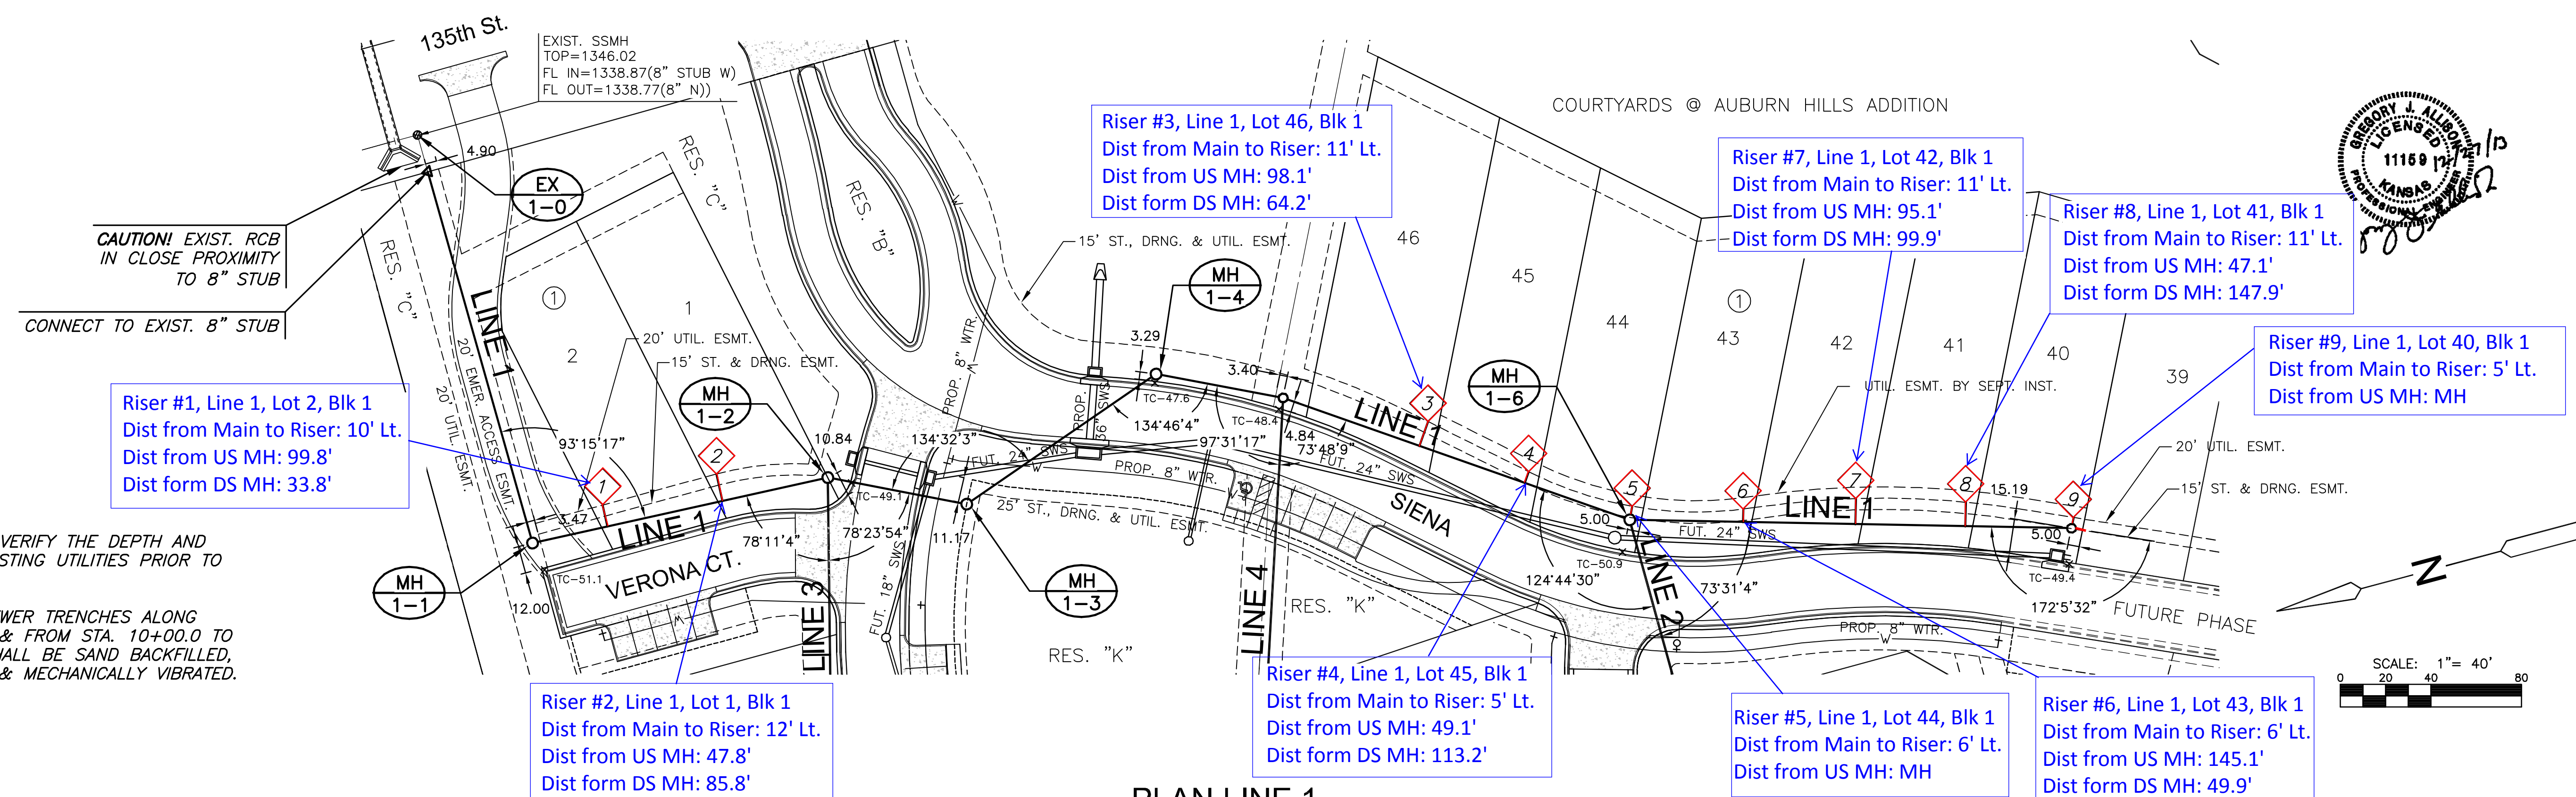 135th St.
EXIST. SSMH
TOP=1346.02
FL IN=1338.87(8" STUB W)
FL OUT=1338.77(8" N))
4.90
EX
1-0
CAUTION! EXIST. RCB
IN CLOSE PROXIMITY
TO 8" STUB
CONNECT TO EXIST. 8" STUB
RES. "C"
RES. "C"
LINE 1
20' EMER. ACCESS ESMT.
20' UTIL. ESMT.
1
2
1
20' UTIL. ESMT.
15' ST. & DRNG. ESMT.
RES. "B"
PROP. 8" WTR.
W
W
15' ST., DRNG. & UTIL. ESMT.
MH
1-4
3.29
3.40
TC-47.6
TC-48.4
Riser #3, Line 1, Lot 46, Blk 1
Dist from Main to Riser: 11' Lt.
Dist from US MH: 98.1'
Dist form DS MH: 64.2'
COURTYARDS @ AUBURN HILLS ADDITION
46
45
44
43
1
42
41
40
39
Riser #7, Line 1, Lot 42, Blk 1
Dist from Main to Riser: 11' Lt.
Dist from US MH: 95.1'
Dist form DS MH: 99.9'
Riser #8, Line 1, Lot 41, Blk 1
Dist from Main to Riser: 11' Lt.
Dist from US MH: 47.1'
Dist form DS MH: 147.9'
Riser #9, Line 1, Lot 40, Blk 1
Dist from Main to Riser: 5' Lt.
Dist from US MH: MH
GREGORY J. ALLISON
LICENSED
11159
KANSAS
PROFESSIONAL ENGINEER
12/27/13
Riser #1, Line 1, Lot 2, Blk 1
Dist from Main to Riser: 10' Lt.
Dist from US MH: 99.8'
Dist form DS MH: 33.8'
93°15'17"
3.47
1
2
LINE 1
MH
1-2
10.84
TC-49.1
78°11'4"
78°23'54"
134°32'3"
11.17
FUT. 24" SWS
W
PROP.
36" SWS
134°46'4"
97°31'17"
4.84
73°48'9"
PROP. 8" WTR.
W
25' ST., DRNG. & UTIL. ESMT.
FUT. 24" SWS
LINE 1
3
4
5
6
7
8
9
MH
1-6
UTIL. ESMT. BY SEPT. INST.
LINE 1
15.19
20' UTIL. ESMT.
15' ST. & DRNG. ESMT.
5.00
FUT. 24" SWS
5.00
TC-50.9
TC-49.4
SIENA
124°44'30"
73°31'4"
172°5'32"
FUTURE PHASE
N
VERIFY THE DEPTH AND
STING UTILITIES PRIOR TO
WER TRENCHES ALONG
& FROM STA. 10+00.0 TO
HALL BE SAND BACKFILLED,
& MECHANICALLY VIBRATED.
MH
1-1
TC-51.1
12.00
VERONA CT.
LINE 3
FUT. 18" SWS
MH
1-3
RES. "K"
LINE 4
RES. "K"
LINE 2
PROP. 8" WTR.
W
SCALE: 1"= 40'
0 20 40 80
Riser #2, Line 1, Lot 1, Blk 1
Dist from Main to Riser: 12' Lt.
Dist from US MH: 47.8'
Dist form DS MH: 85.8'
Riser #4, Line 1, Lot 45, Blk 1
Dist from Main to Riser: 5' Lt.
Dist from US MH: 49.1'
Dist form DS MH: 113.2'
Riser #5, Line 1, Lot 44, Blk 1
Dist from Main to Riser: 6' Lt.
Dist from US MH: MH
Riser #6, Line 1, Lot 43, Blk 1
Dist from Main to Riser: 6' Lt.
Dist from US MH: 145.1'
Dist form DS MH: 49.9'
PLAN LINE 1